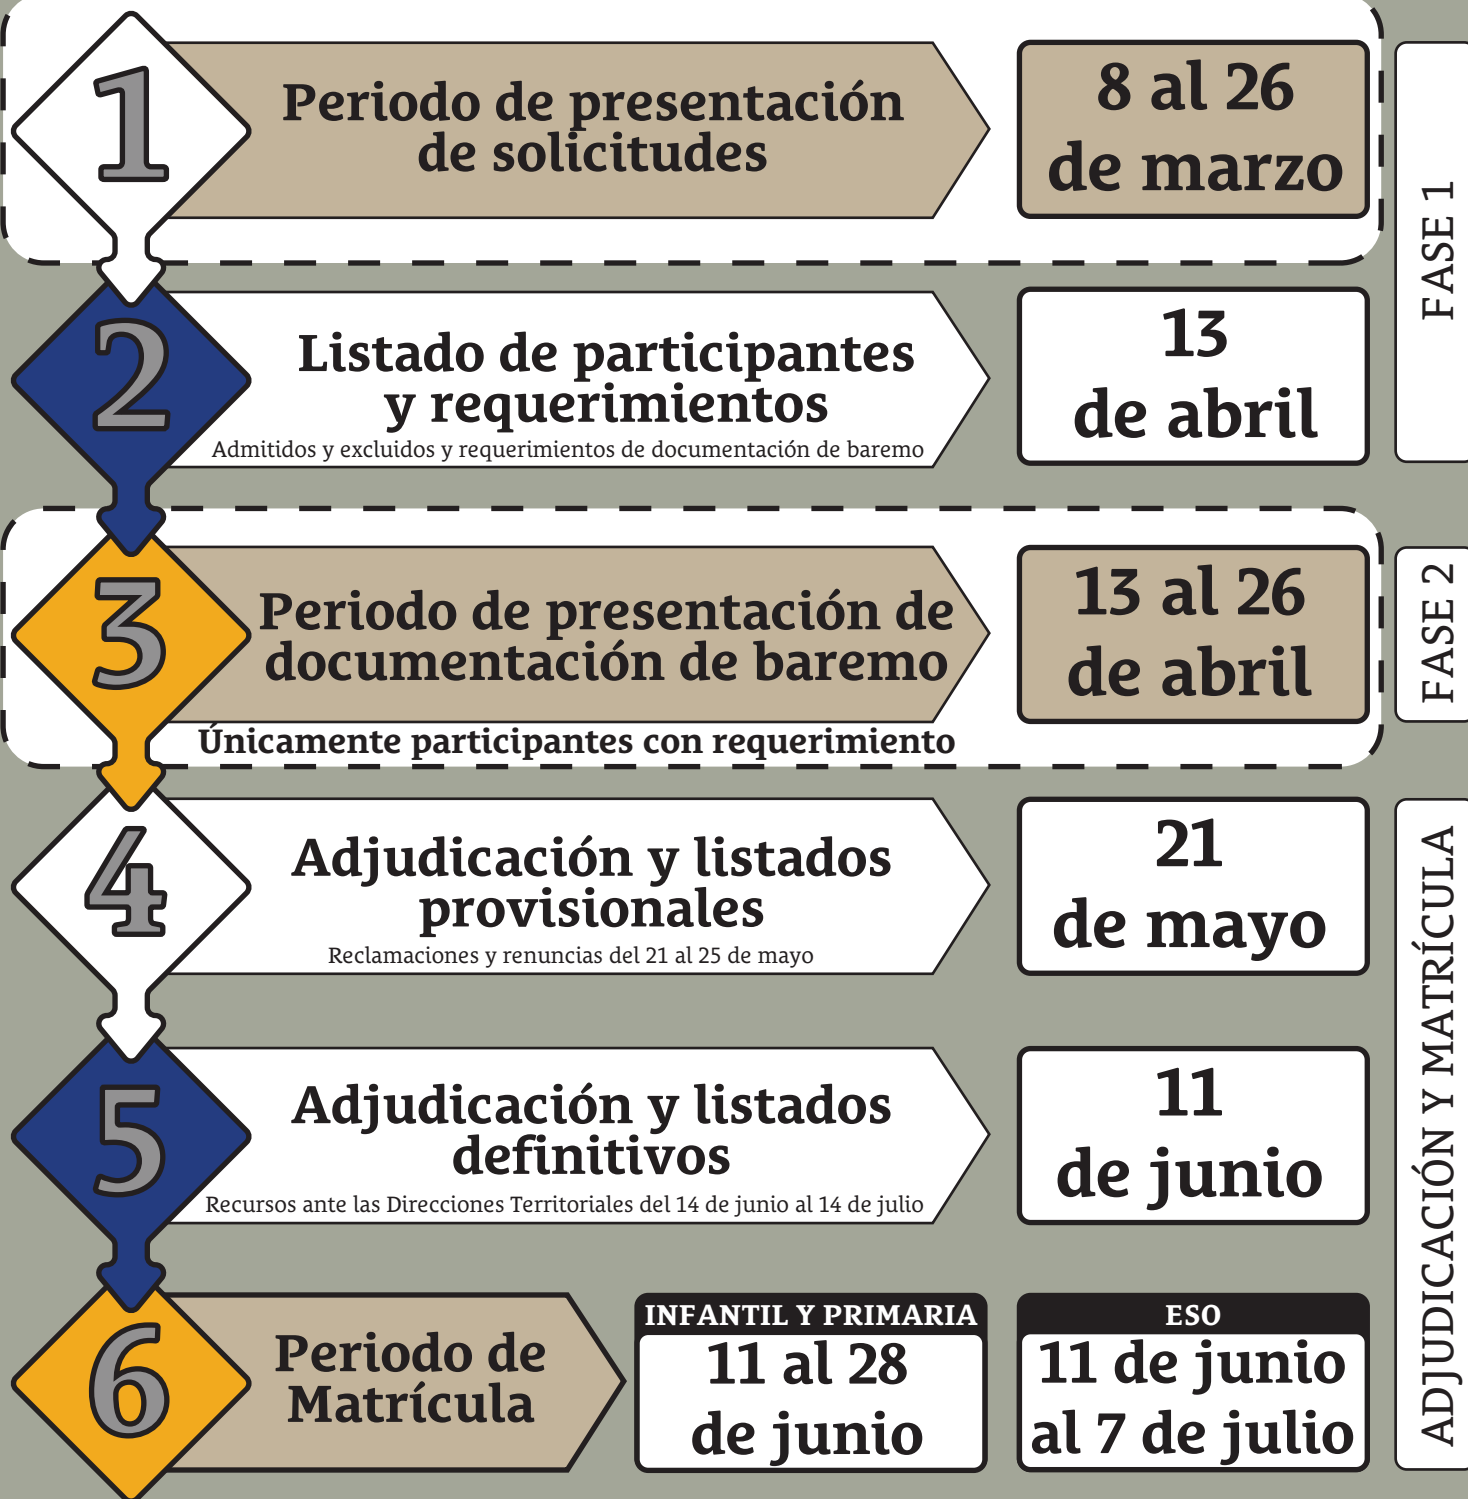 1
Periodo de presentación
de solicitudes
8 al 26
de marzo
FASE 1
2
Listado de participantes
y requerimientos
Admitidos y excluidos y requerimientos de documentación de baremo
13
de abril
3
Periodo de presentación de
documentación de baremo
Únicamente participantes con requerimiento
13 al 26
de abril
FASE 2
4
Adjudicación y listados
provisionales
Reclamaciones y renuncias del 21 al 25 de mayo
21
de mayo
ADJUDICACIÓN Y MATRÍCULA
5
Adjudicación y listados
definitivos
Recursos ante las Direcciones Territoriales del 14 de junio al 14 de julio
11
de junio
6
Periodo de
Matrícula
INFANTIL Y PRIMARIA
11 al 28
de junio
ESO
11 de junio
al 7 de julio